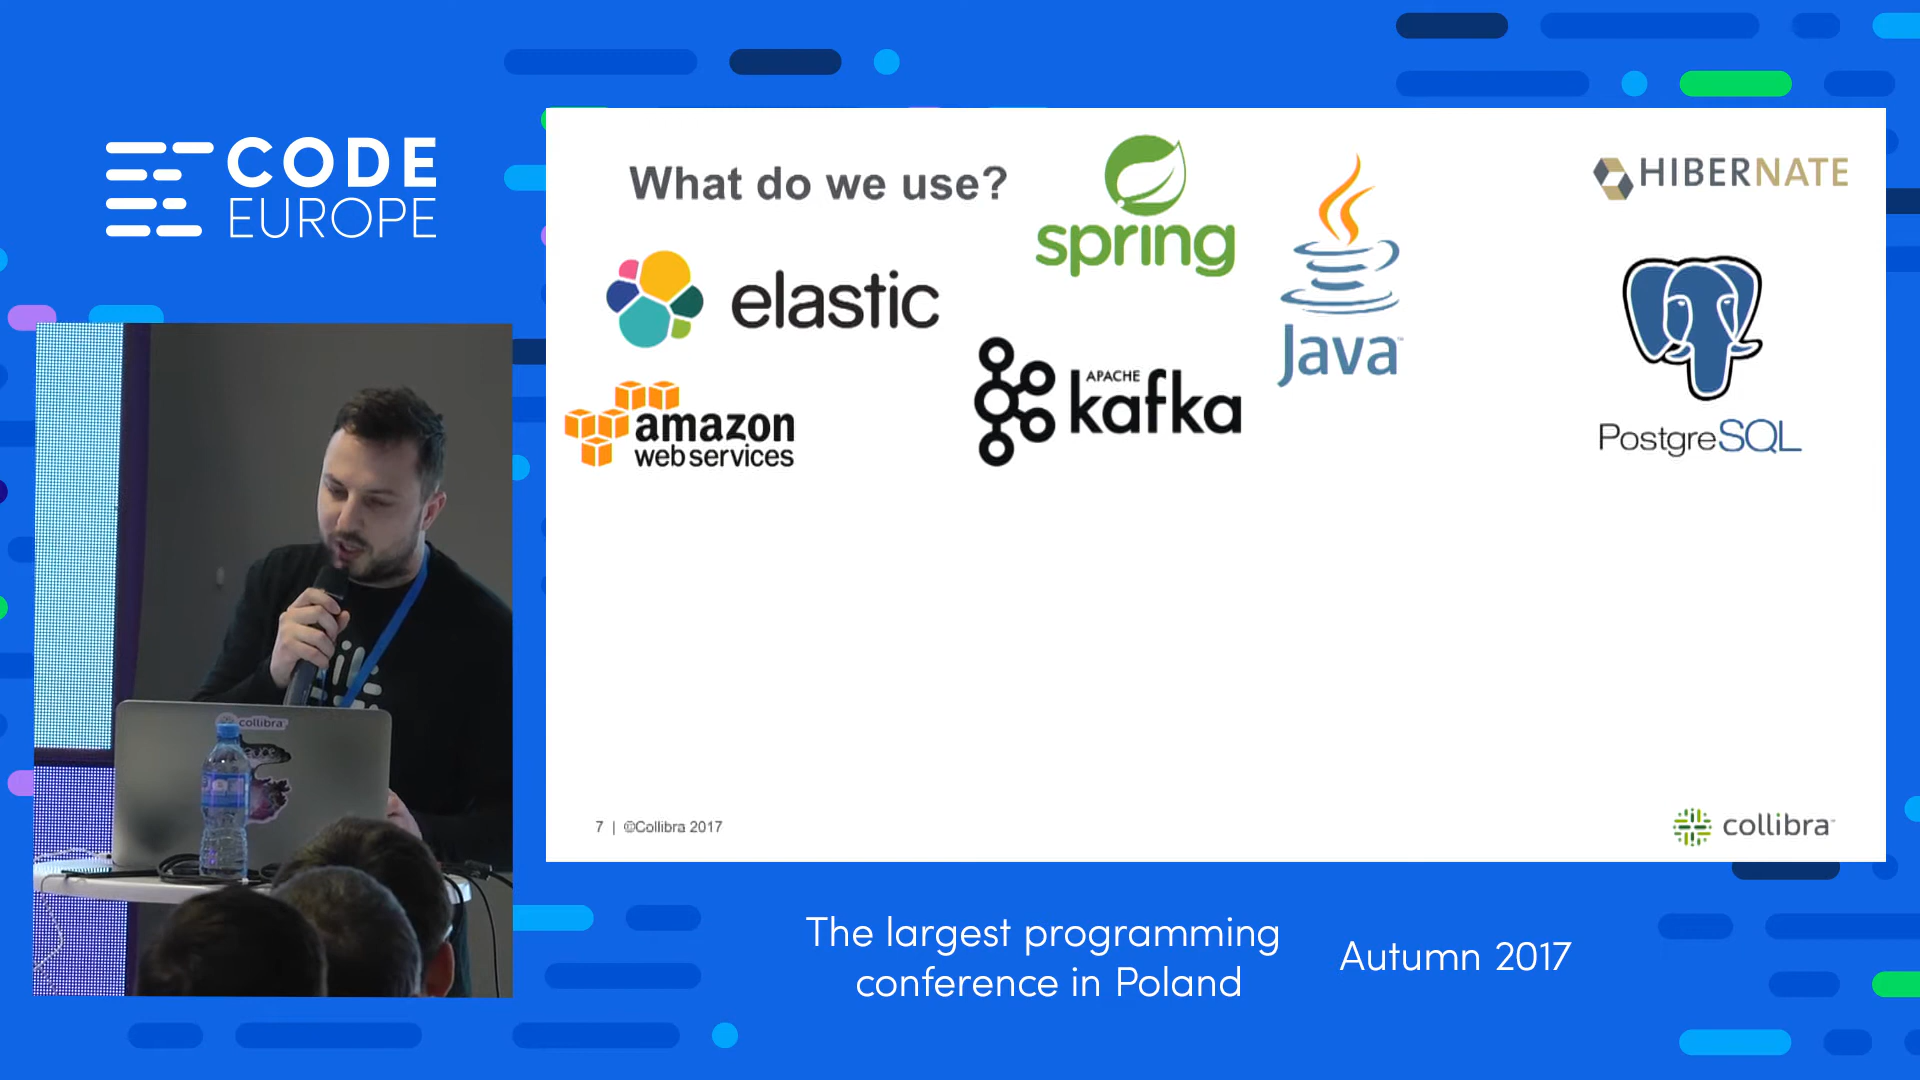 CODE
EUROPE
What do we use?
spring
HIBERNATE
elastic
Java
APACHE
kafka
amazon
web services
PostgreSQL
collibra
7 | ©Collibra 2017
collibra
The largest programming
conference in Poland
Autumn 2017